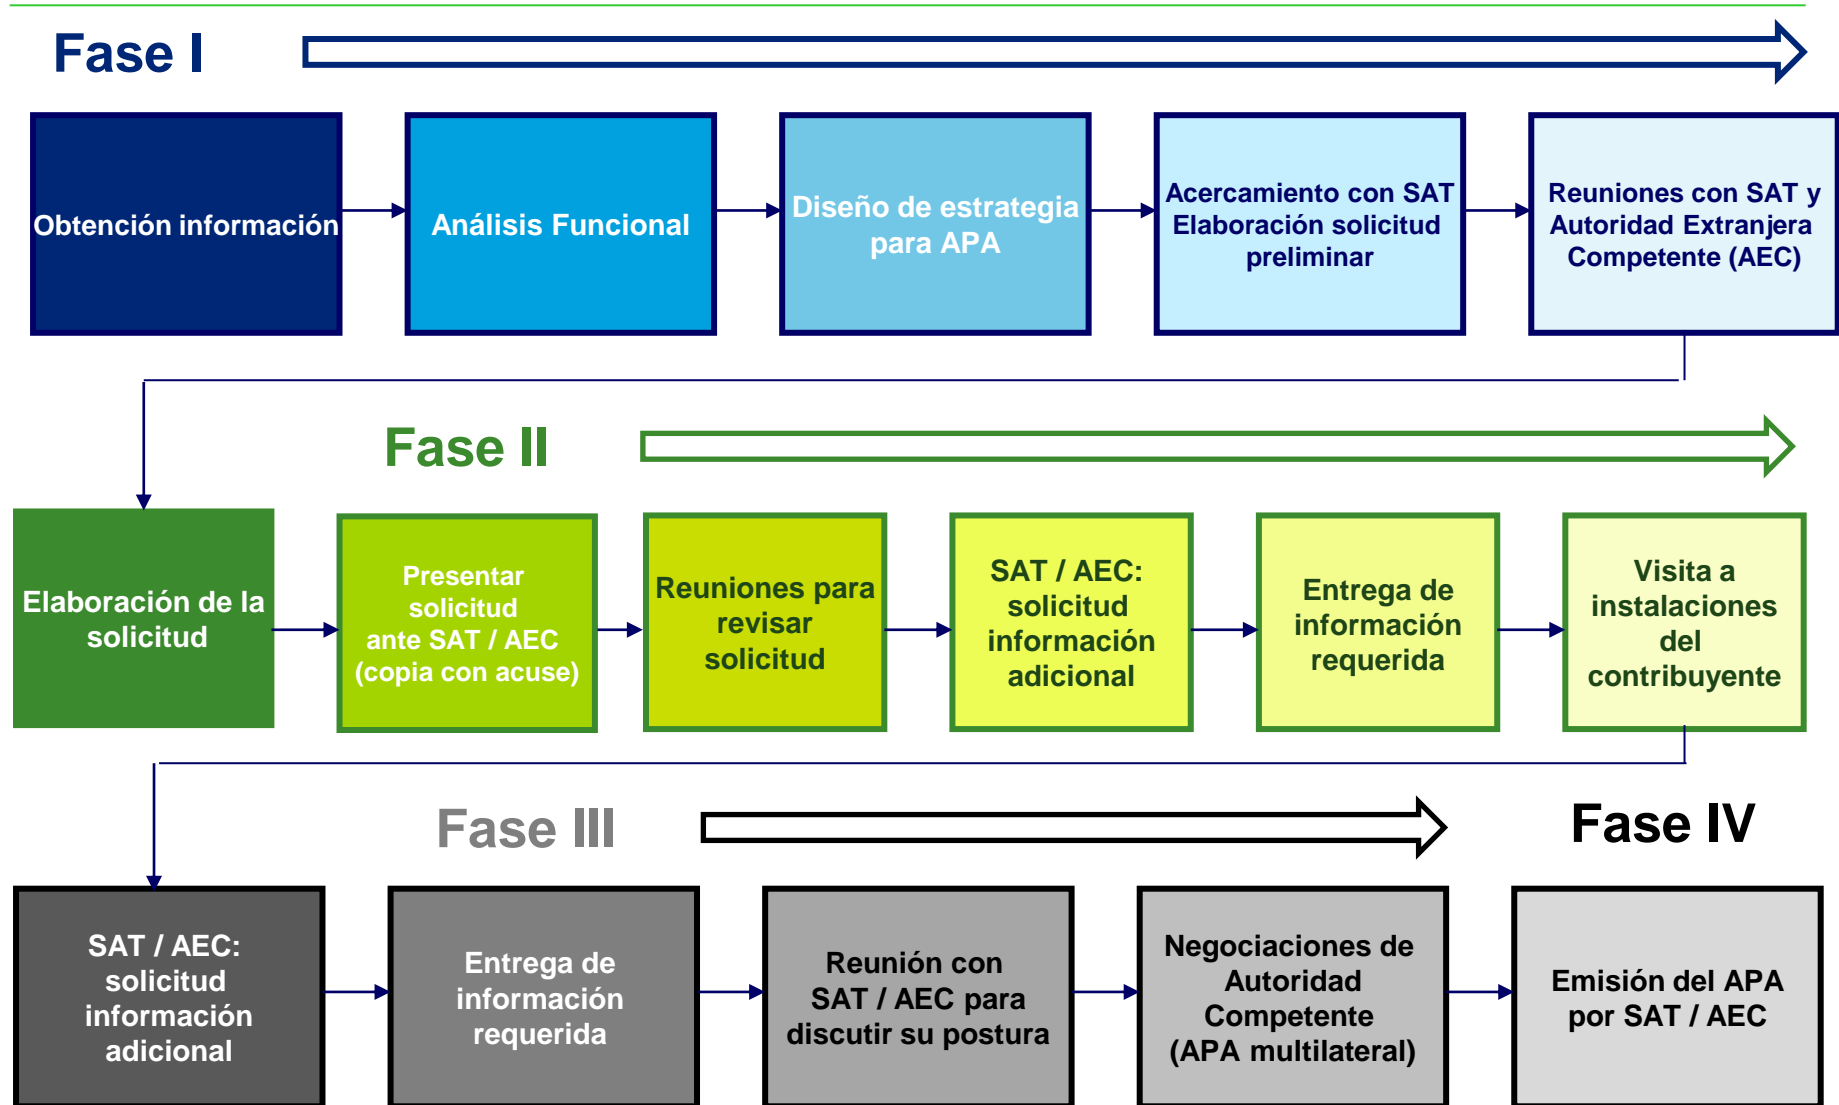 Fase I
Obtención información
Análisis Funcional
Diseño de estrategia
para APA
Acercamiento con SAT
Elaboración solicitud
preliminar
Reuniones con SAT y
Autoridad Extranjera
Competente (AEC)
Fase II
Elaboración de la
solicitud
Presentar
solicitud
ante SAT / AEC
(copia con acuse)
Reuniones para
revisar
solicitud
SAT / AEC:
solicitud
información
adicional
Entrega de
información
requerida
Visita a
instalaciones
del
contribuyente
Fase III
Fase IV
SAT / AEC:
solicitud
información
adicional
Entrega de
información
requerida
Reunión con
SAT / AEC para
discutir su postura
Negociaciones de
Autoridad
Competente
(APA multilateral)
Emisión del APA
por SAT / AEC